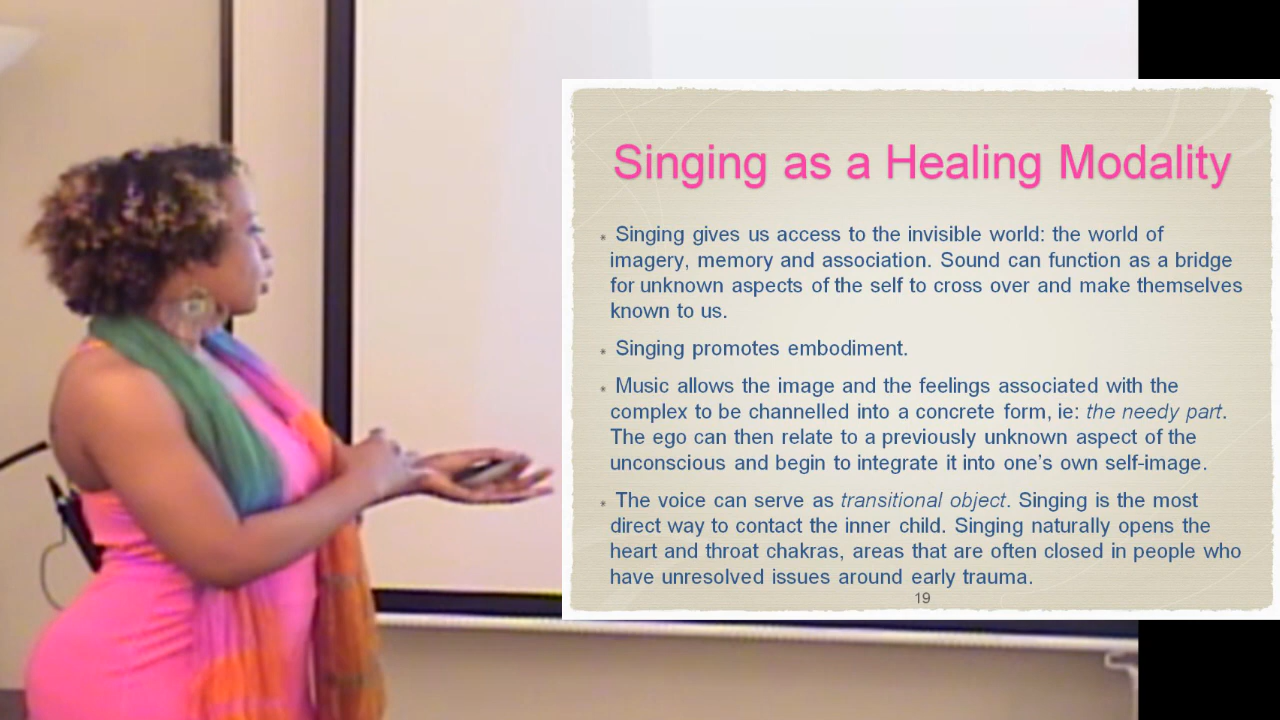 Singing as a Healing Modality
* Singing gives us access to the invisible world: the world of
imagery, memory and association. Sound can function as a bridge
for unknown aspects of the self to cross over and make themselves
known to us.
* Singing promotes embodiment.
* Music allows the image and the feelings associated with the
complex to be channelled into a concrete form, ie: the needy part.
The ego can then relate to a previously unknown aspect of the
unconscious and begin to integrate it into one's own self-image.
* The voice can serve as transitional object. Singing is the most
direct way to contact the inner child. Singing naturally opens the
heart and throat chakras, areas that are often closed in people who
have unresolved issues around early trauma.
19